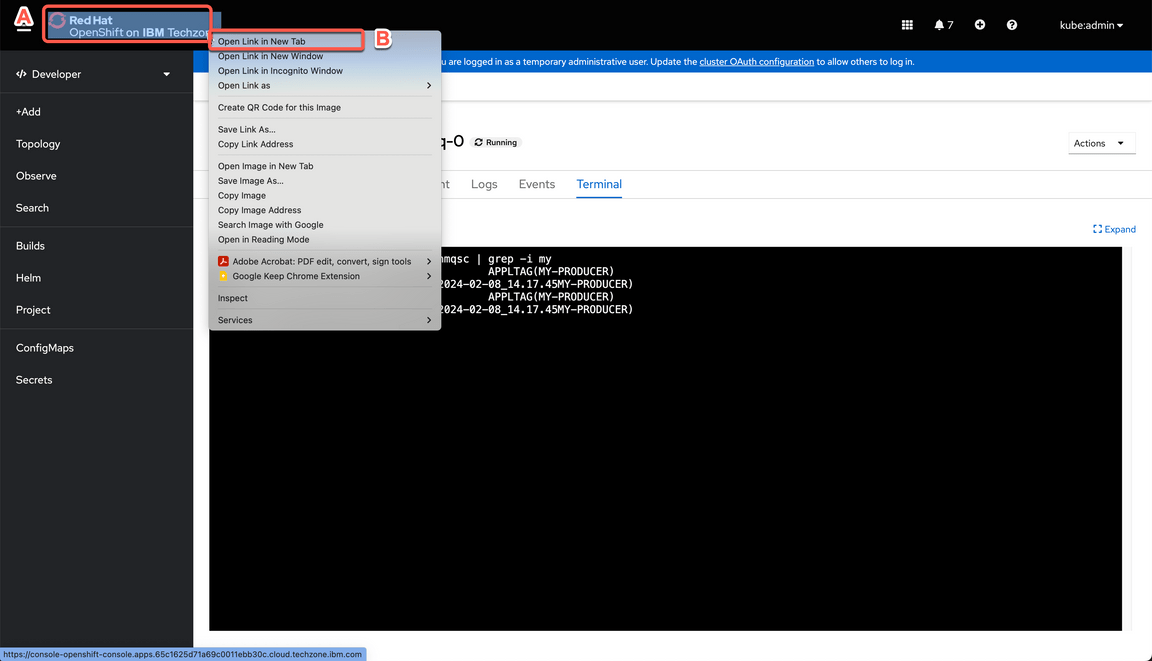 A
Red Hat
OpenShift on IBM Techzo
7
kube:admin
Open Link in New Tab
B
Open Link in New Window
Open Link in Incognito Window
Open Link as
Create QR Code for this Image
Save Link As...
Copy Link Address
Open Image in New Tab
Save Image As...
Copy Image
Copy Image Address
Search Image with Google
Open in Reading Mode
Adobe Acrobat: PDF edit, convert, sign tools
Google Keep Chrome Extension
Inspect
Services
are logged in as a temporary administrative user. Update the cluster OAuth configuration to allow others to log in.
Developer
+Add
Topology
Observe
Search
Builds
Helm
Project
ConfigMaps
Secrets
q-0 Running
Actions
nt Logs Events Terminal
Expand
mqsc | grep -i my
APPLTAG(MY-PRODUCER)
2024-02-08_14.17.45MY-PRODUCER)
APPLTAG(MY-PRODUCER)
2024-02-08_14.17.45MY-PRODUCER)
https://console-openshift-console.apps.65c1625d71a69c0011ebb30c.cloud.techzone.ibm.com